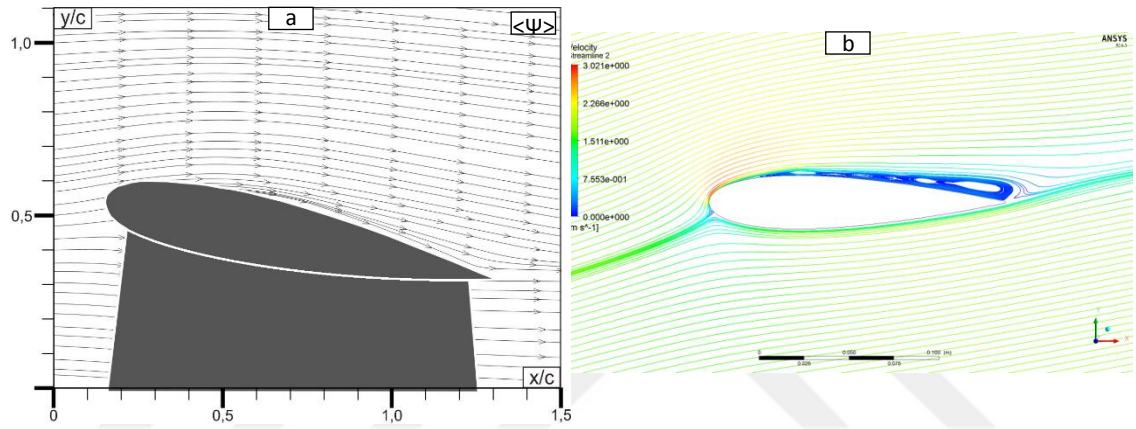 y/c
a
<Ψ>
1,0
0,5
0
x/c
0
0,5
1,0
1,5
b
ANSYS
Velocity
Streamline 2
3.021e+000
2.266e+000
1.511e+000
7.553e-001
0.000e+000
m s^-1]
0
0.050
0.100 (m)
0.025
0.075